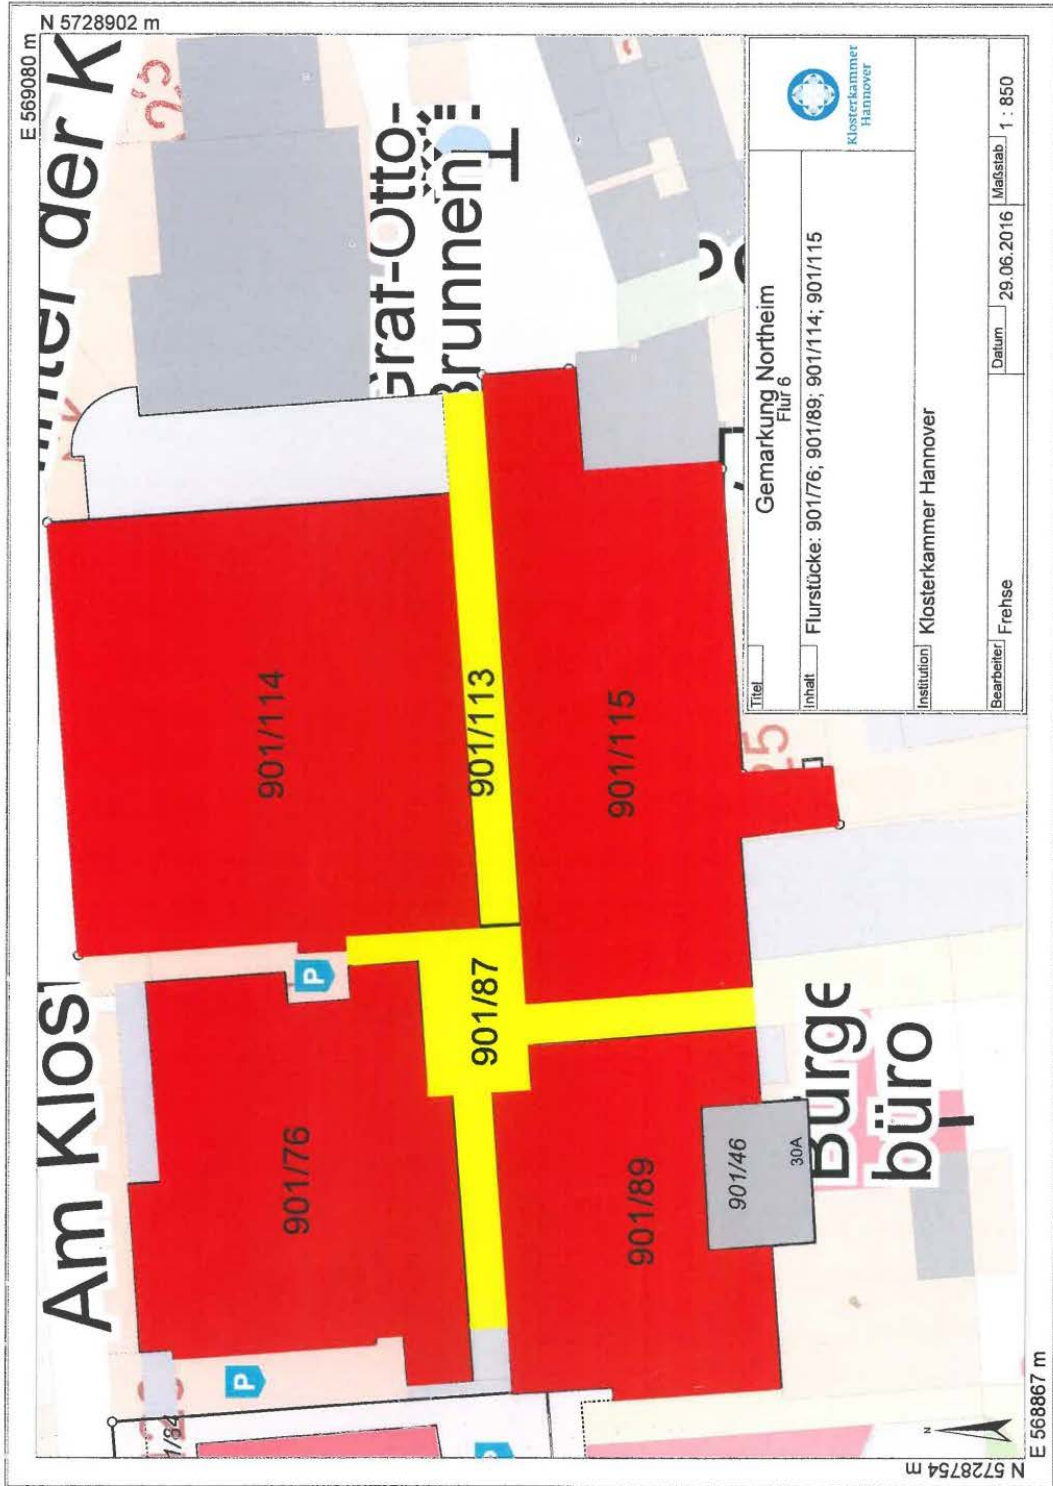 N 5728902 m
E 569080 m
Am Klos
Graf-Otto-
Brunnen
901/114
901/76
901/113
901/87
901/115
901/89
901/46
30A
1/84
P
P
P
Bürge
büro
N
N 5728754 m
E 568867 m
Titel
Gemarkung Northeim
Flur 6
Inhalt
Flurstücke: 901/76; 901/89; 901/114; 901/115
Institution
Klosterkammer Hannover
Bearbeiter
Frehse
Datum
29.06.2016
Maßstab
1 : 850
Klosterkammer
Hannover